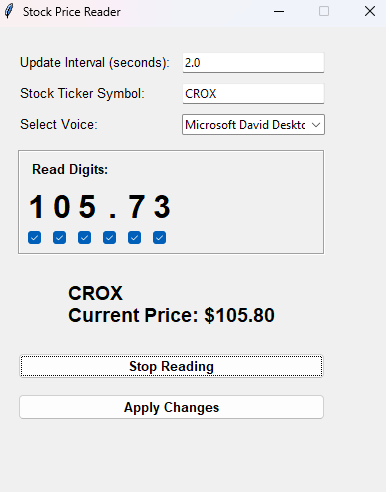 Stock Price Reader
Update Interval (seconds): 2.0
Stock Ticker Symbol: CROX
Select Voice: Microsoft David Deskto
Read Digits:
1 0 5 . 7 3
CROX
Current Price: $105.80
Stop Reading
Apply Changes